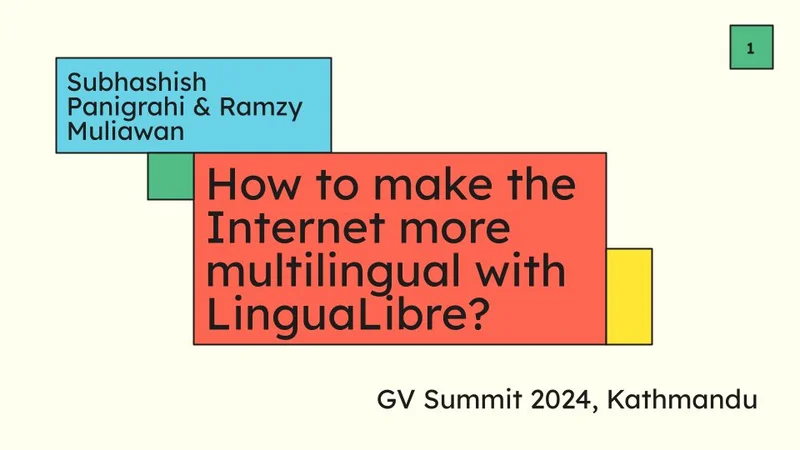 1
Subhashish
Panigrahi & Ramzy
Muliawan
How to make the
Internet more
multilingual with
LinguaLibre?
GV Summit 2024, Kathmandu